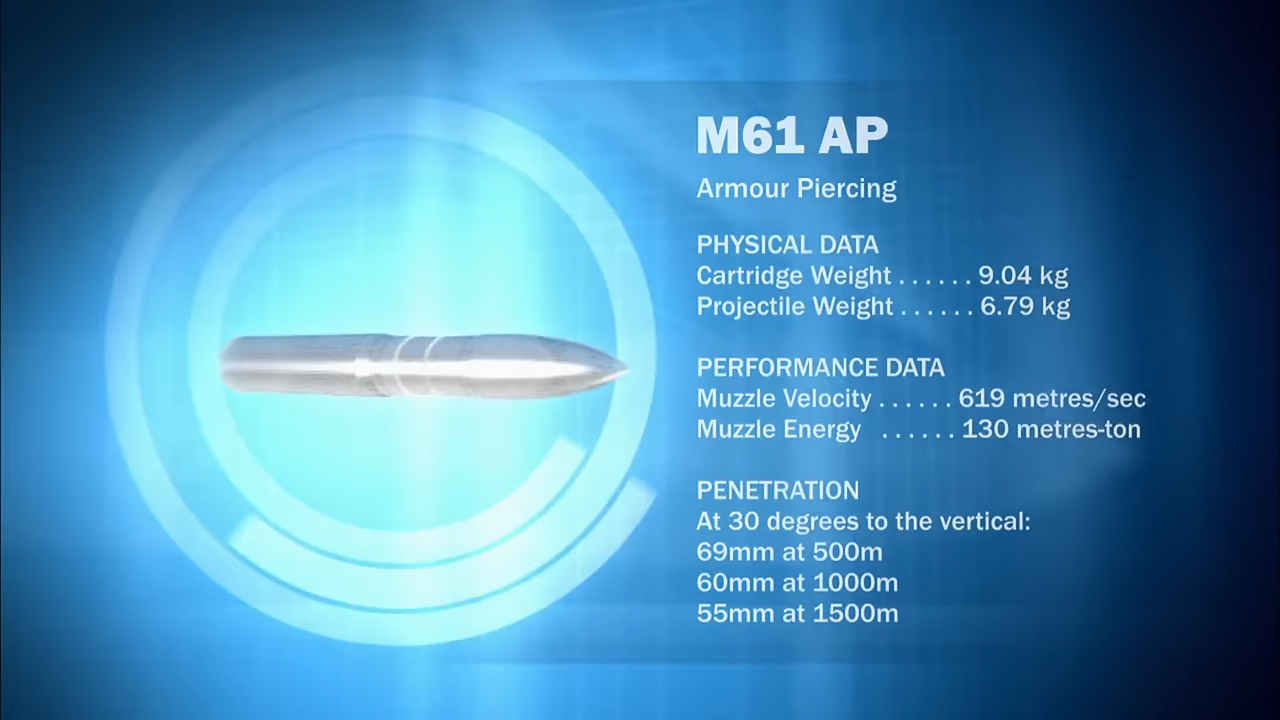 M61 AP
Armour Piercing
PHYSICAL DATA
Cartridge Weight . . . . . . 9.04 kg
Projectile Weight . . . . . . 6.79 kg
PERFORMANCE DATA
Muzzle Velocity . . . . . . 619 metres/sec
Muzzle Energy . . . . . . 130 metres-ton
PENETRATION
At 30 degrees to the vertical:
69mm at 500m
60mm at 1000m
55mm at 1500m